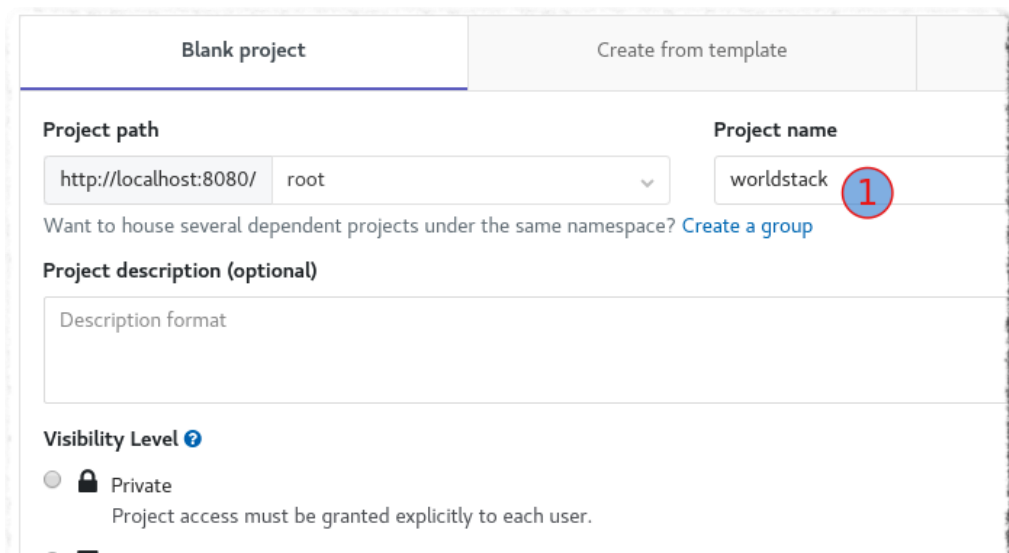 Blank project
Create from template
Project path
Project name
http://localhost:8080/ root
worldstack
1
Want to house several dependent projects under the same namespace? Create a group
Project description (optional)
Description format
Visibility Level ?
Private
Project access must be granted explicitly to each user.